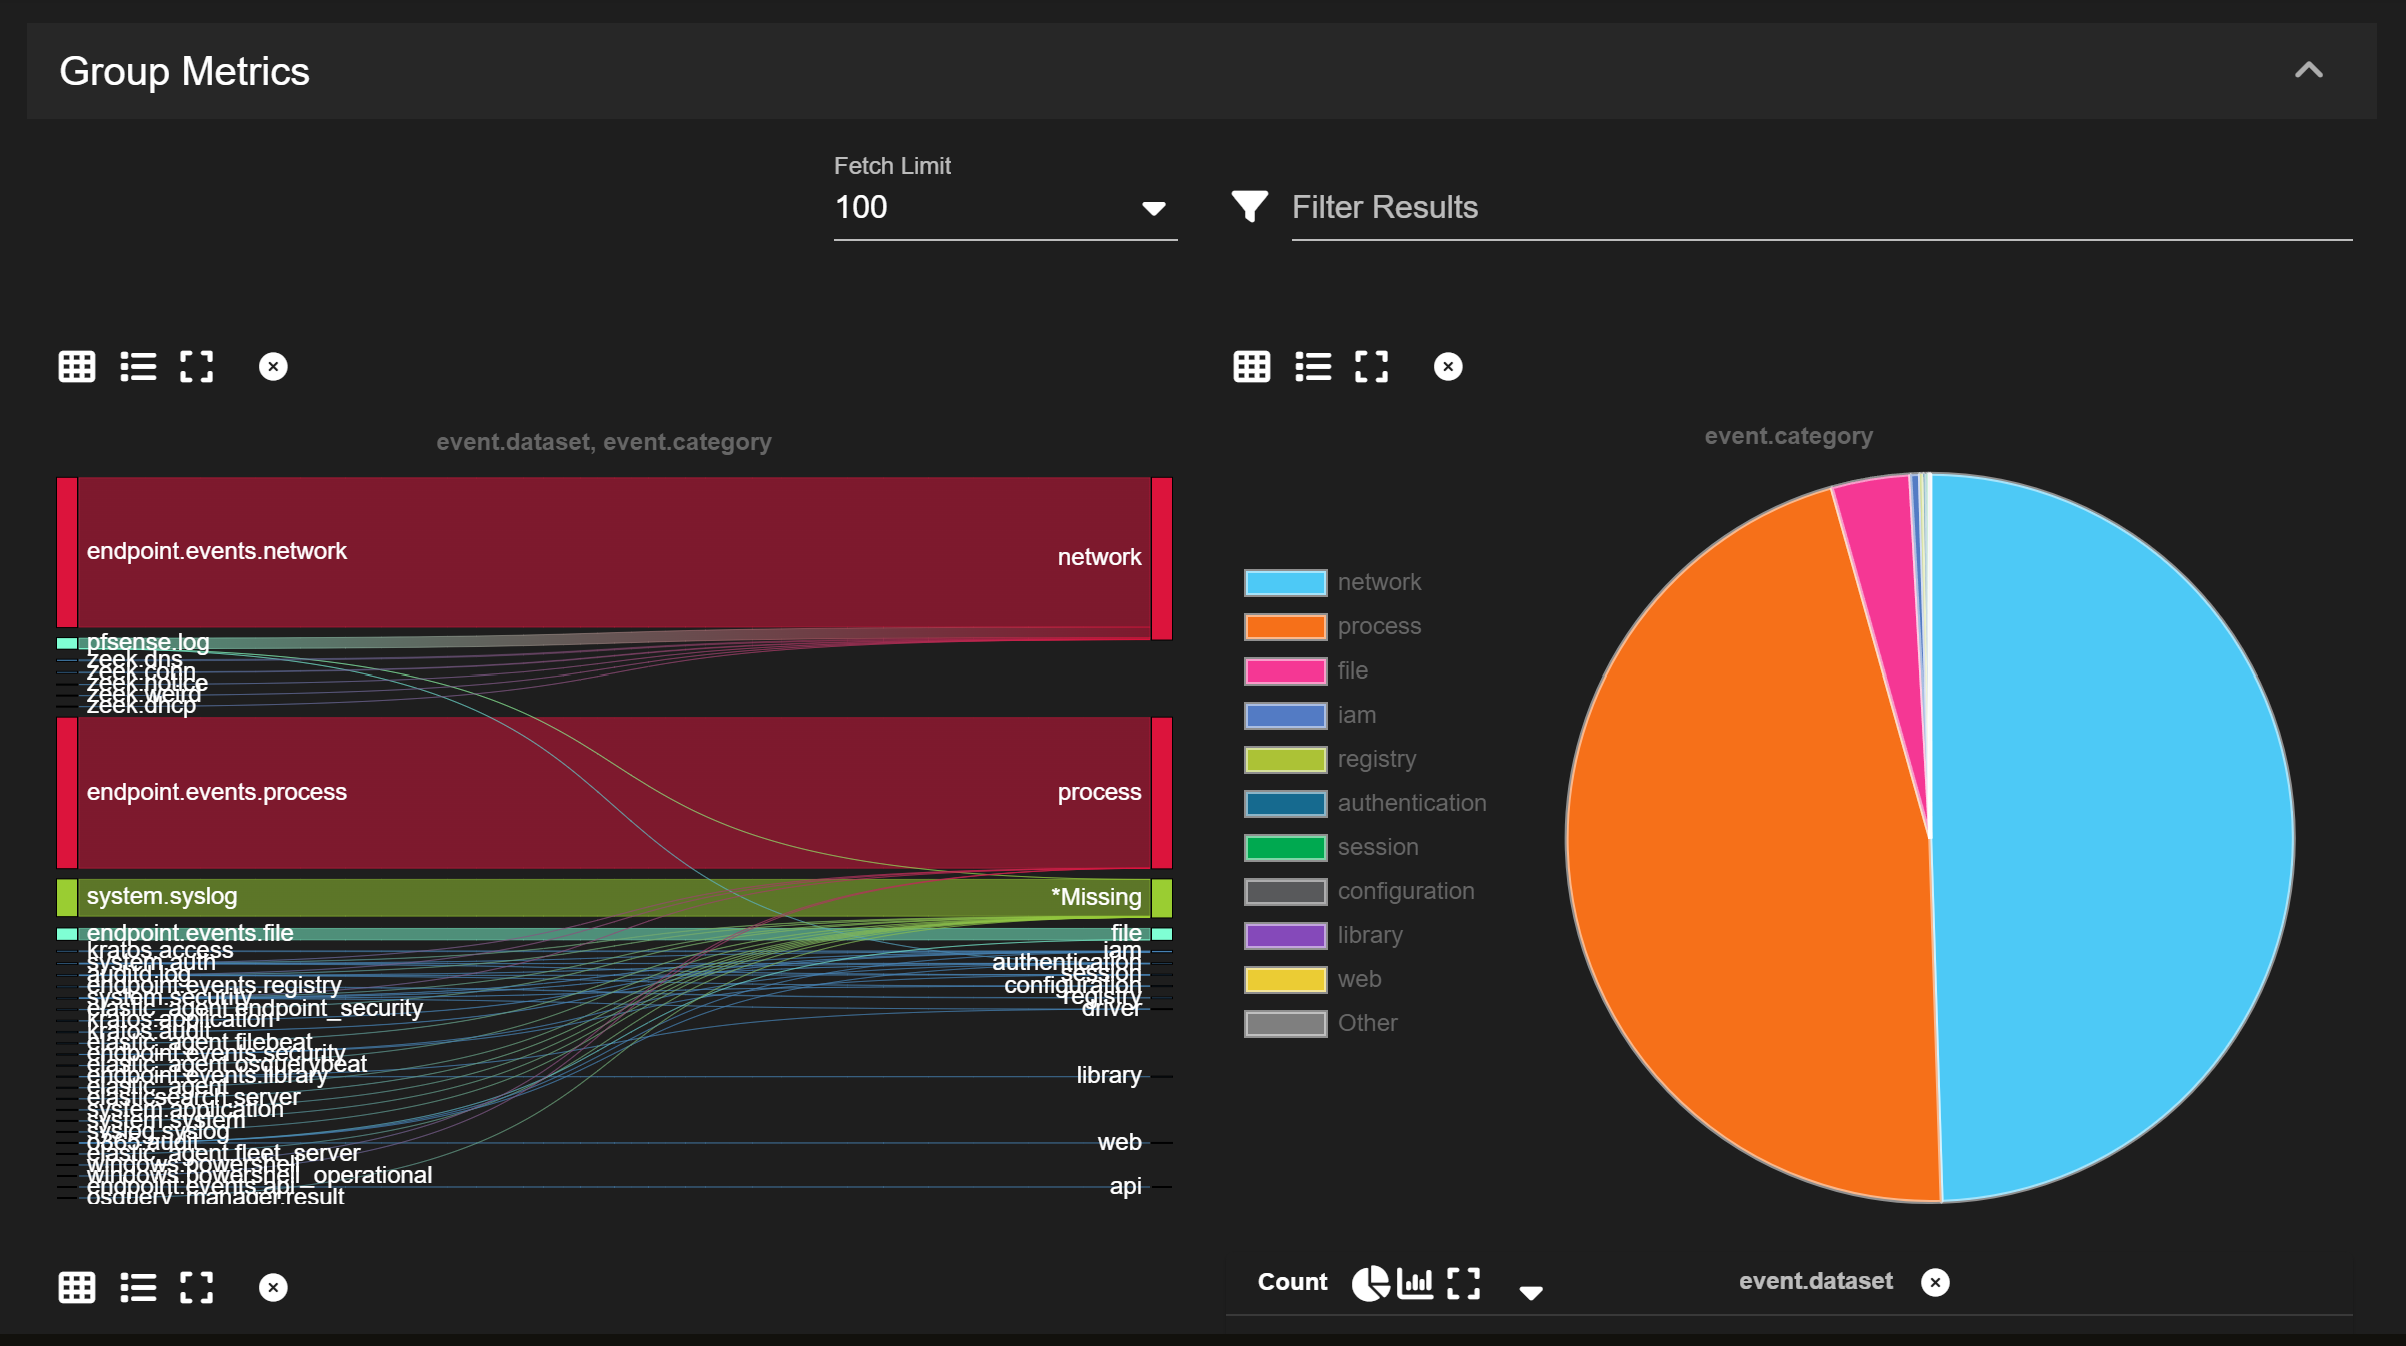 Group Metrics
Fetch Limit
100
Filter Results
event.dataset, event.category
endpoint.events.network
network
pfsense.log
zeek.dns
zeek.conn
zeek.notice
zeek.weird
zeek.dhcp
endpoint.events.process
process
system.syslog
*Missing
endpoint.events.file
file
kratos.access
iam
system.auth
authentication
auditd.log
session
endpoint.events.registry
configuration
system.security
registry
elastic_agent.endpoint_security
driver
kratos.application
kratos.audit
elastic_agent.filebeat
endpoint.events.security
elastic_agent.osquerybeat
endpoint.events.library
library
elastic_agent
elasticsearch.server
system.application
system.system
syslog.syslog
o365.audit
web
elastic_agent.fleet_server
windows.powershell
windows.powershell_operational
endpoint.events.api
api
osquery_manager.result
event.category
network
process
file
iam
registry
authentication
session
configuration
library
web
Other
Count
event.dataset